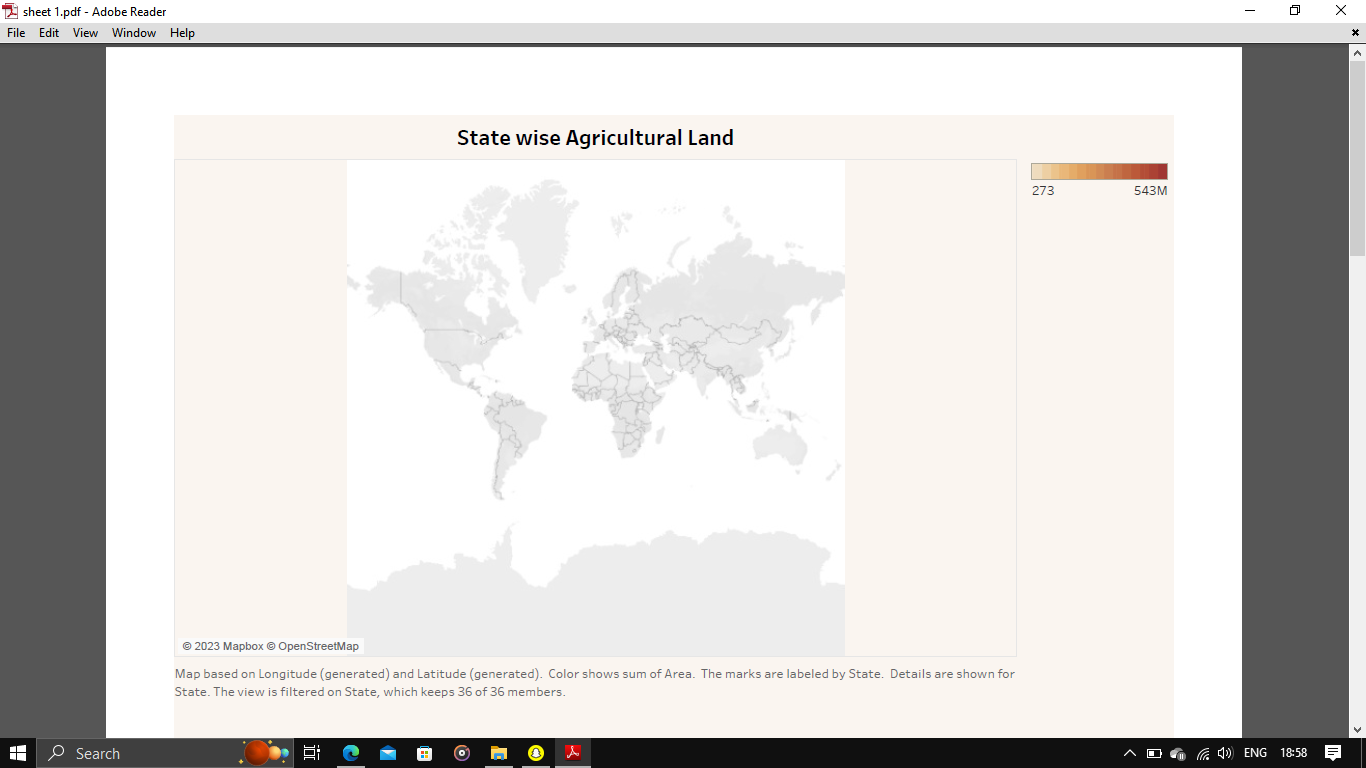 sheet 1.pdf - Adobe Reader
File Edit View Window Help
State wise Agricultural Land
273 543M
© 2023 Mapbox © OpenStreetMap
Map based on Longitude (generated) and Latitude (generated). Color shows sum of Area. The marks are labeled by State. Details are shown for
State. The view is filtered on State, which keeps 36 of 36 members.
Search
ENG
18:58